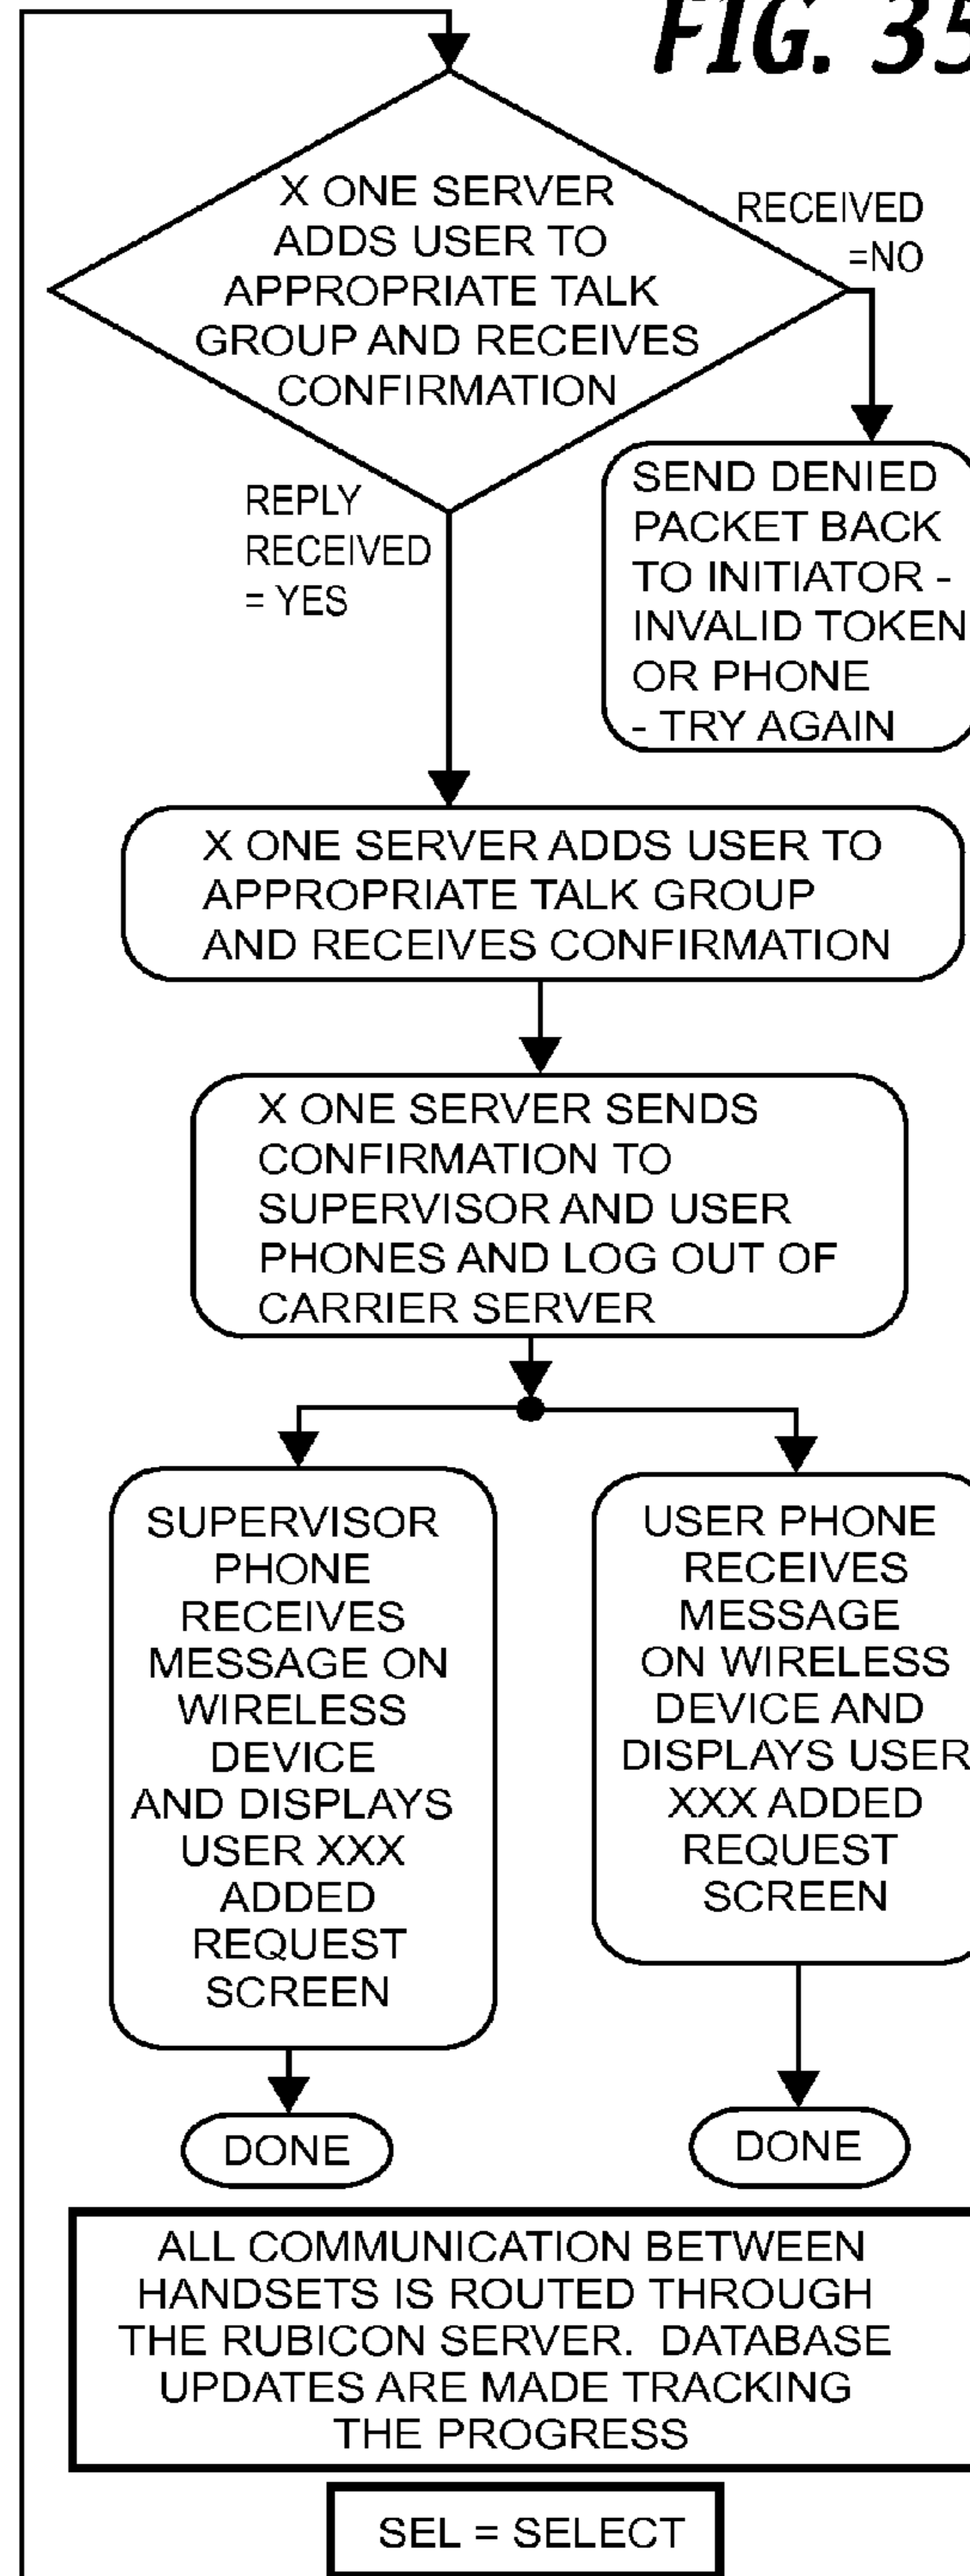 FIG. 35
X ONE SERVER
ADDS USER TO
APPROPRIATE TALK
GROUP AND RECEIVES
CONFIRMATION
RECEIVED
=NO
REPLY
RECEIVED
= YES
SEND DENIED
PACKET BACK
TO INITIATOR -
INVALID TOKEN
OR PHONE
- TRY AGAIN
X ONE SERVER ADDS USER TO
APPROPRIATE TALK GROUP
AND RECEIVES CONFIRMATION
X ONE SERVER SENDS
CONFIRMATION TO
SUPERVISOR AND USER
PHONES AND LOG OUT OF
CARRIER SERVER
SUPERVISOR
PHONE
RECEIVES
MESSAGE ON
WIRELESS
DEVICE
AND DISPLAYS
USER XXX
ADDED
REQUEST
SCREEN
USER PHONE
RECEIVES
MESSAGE
ON WIRELESS
DEVICE AND
DISPLAYS USER
XXX ADDED
REQUEST
SCREEN
DONE
DONE
ALL COMMUNICATION BETWEEN
HANDSETS IS ROUTED THROUGH
THE RUBICON SERVER. DATABASE
UPDATES ARE MADE TRACKING
THE PROGRESS
SEL = SELECT